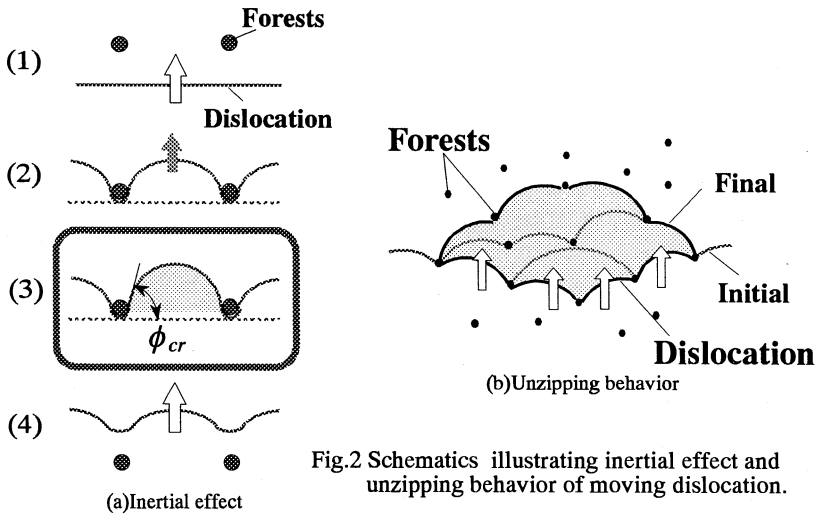 Forests
(1)
Dislocation
(2)
(3)
ϕcr
(4)
(a)Inertial effect
Forests
Final
Initial
Dislocation
(b)Unzipping behavior
Fig.2 Schematics illustrating inertial effect and
unzipping behavior of moving dislocation.